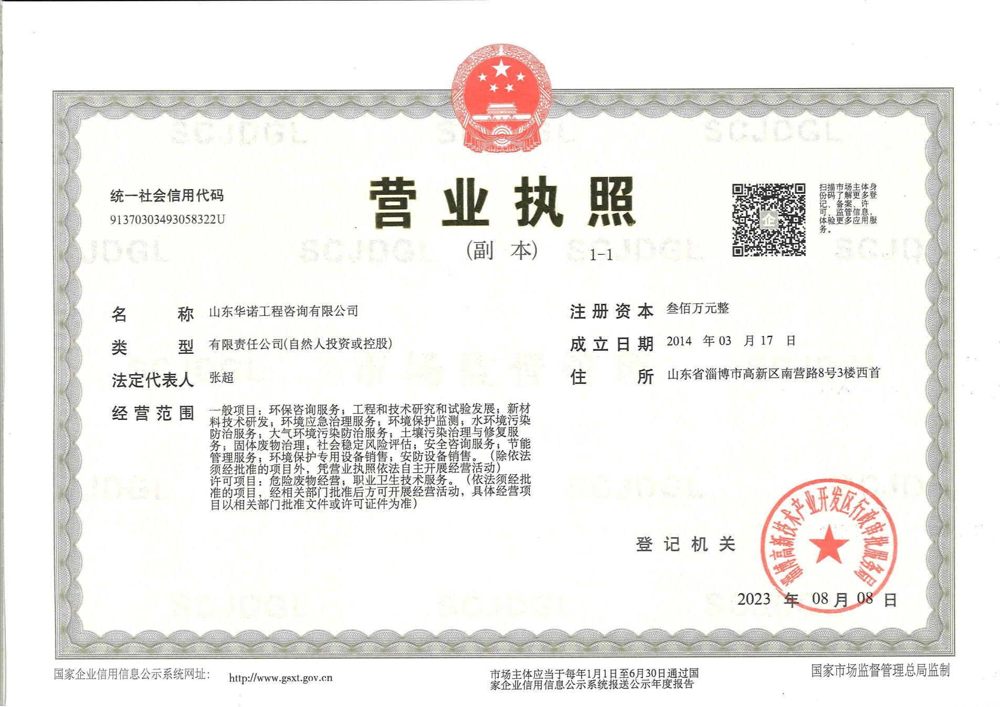 统一社会信用代码
91370303493058322U
营业执照
(副 本)
1-1
扫描市场主体身
份码了解更多登
记、备案、许
可、监管信息，
体验更多应用服
务。
名称 山东华诺工程咨询有限公司
类型 有限责任公司(自然人投资或控股)
法定代表人 张超
经营范围 一般项目：环保咨询服务；工程和技术研究和试验发展；新材
料技术研发；环境应急治理服务；环境保护监测；水环境污染
防治服务；大气环境污染防治服务；土壤污染治理与修复服
务；固体废物治理；社会稳定风险评估；安全咨询服务；节能
管理服务；环境保护专用设备销售；安防设备销售。（除依法
须经批准的项目外，凭营业执照依法自主开展经营活动）
许可项目：危险废物经营；职业卫生技术服务。（依法须经批
准的项目，经相关部门批准后方可开展经营活动，具体经营项
目以相关部门批准文件或许可证件为准）
注册资本 叁佰万元整
成立日期 2014 年 03 月 17 日
住所 山东省淄博市高新区南营路8号3楼西首
登记机关
淄博高新技术产业开发区行政审批服务局
2023 年 08 月 08 日
国家企业信用信息公示系统网址：
http://www.gsxt.gov.cn
市场主体应当于每年1月1日至6月30日通过国
家企业信用信息公示系统报送公示年度报告
国家市场监督管理总局监制
SCJDGL
市场监督管理